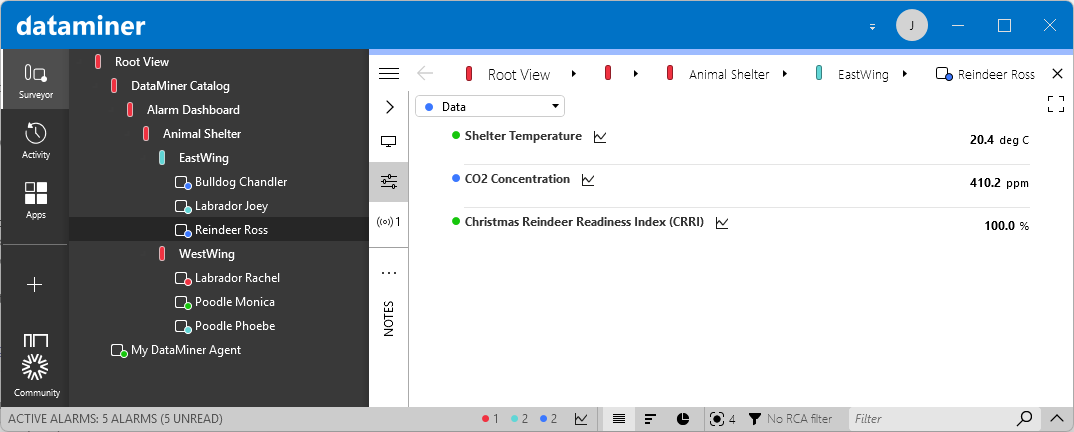 dataminer
J
Surveyor
Activity
Apps
Community
Root View
DataMiner Catalog
Alarm Dashboard
Animal Shelter
EastWing
Bulldog Chandler
Labrador Joey
Reindeer Ross
WestWing
Labrador Rachel
Poodle Monica
Poodle Phoebe
My DataMiner Agent
Root View Animal Shelter EastWing Reindeer Ross
1
NOTES
Data
Shelter Temperature 20.4 deg C
CO2 Concentration 410.2 ppm
Christmas Reindeer Readiness Index (CRRI) 100.0 %
ACTIVE ALARMS: 5 ALARMS (5 UNREAD) 1 2 2 4 No RCA filter Filter